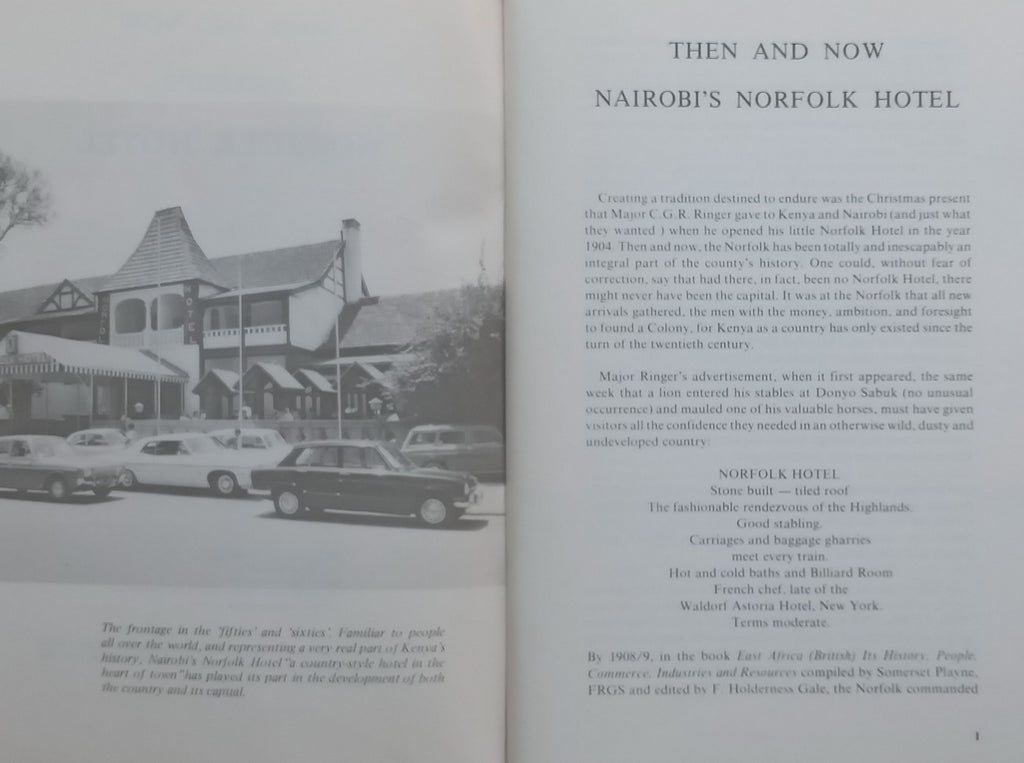 HOTEL
The frontage in the 'fifties' and 'sixties'. Familiar to people
all over the world, and representing a very real part of Kenya's
history, Nairobi's Norfolk Hotel "a country-style hotel in the
heart of town" has played its part in the development of both
the country and its capital.
THEN AND NOW
NAIROBI'S NORFOLK HOTEL
Creating a tradition destined to endure was the Christmas present
that Major C.G.R. Ringer gave to Kenya and Nairobi (and just what
they wanted ) when he opened his little Norfolk Hotel in the year
1904. Then and now, the Norfolk has been totally and inescapably an
integral part of the county's history. One could, without fear of
correction, say that had there, in fact, been no Norfolk Hotel, there
might never have been the capital. It was at the Norfolk that all new
arrivals gathered, the men with the money, ambition, and foresight
to found a Colony, for Kenya as a country has only existed since the
turn of the twentieth century.
Major Ringer's advertisement, when it first appeared, the same
week that a lion entered his stables at Donyo Sabuk (no unusual
occurrence) and mauled one of his valuable horses, must have given
visitors all the confidence they needed in an otherwise wild, dusty and
undeveloped country:
NORFOLK HOTEL
Stone built — tiled roof
The fashionable rendezvous of the Highlands.
Good stabling.
Carriages and baggage gharries
meet every train.
Hot and cold baths and Billiard Room
French chef, late of the
Waldorf Astoria Hotel, New York.
Terms moderate.
By 1908/9, in the book East Africa (British) Its History, People,
Commerce, Industries and Resources compiled by Somerset Playne,
FRGS and edited by F. Holderness Gale, the Norfolk commanded
1